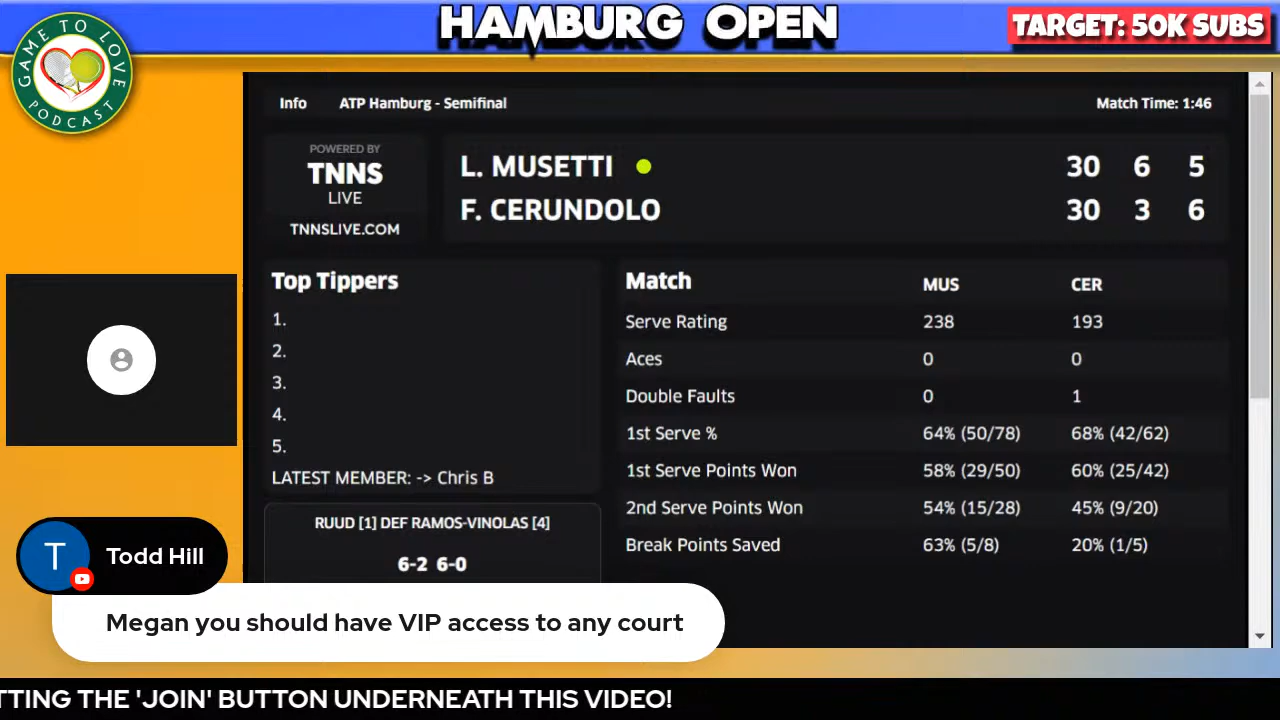 HAMBURG OPEN
TARGET: 50K SUBS
GAME TO LOVE
PODCAST
Info ATP Hamburg - Semifinal Match Time: 1:46
POWERED BY
TNNS
LIVE
TNNSLIVE.COM
L. MUSETTI 30 6 5
F. CERUNDOLO 30 3 6
Top Tippers
1.
2.
3.
4.
5.
LATEST MEMBER: -> Chris B
RUUD [1] DEF RAMOS-VINOLAS [4]
6-2 6-0
Match MUS CER
Serve Rating 238 193
Aces 0 0
Double Faults 0 1
1st Serve % 64% (50/78) 68% (42/62)
1st Serve Points Won 58% (29/50) 60% (25/42)
2nd Serve Points Won 54% (15/28) 45% (9/20)
Break Points Saved 63% (5/8) 20% (1/5)
T Todd Hill
Megan you should have VIP access to any court
TTING THE 'JOIN' BUTTON UNDERNEATH THIS VIDEO!